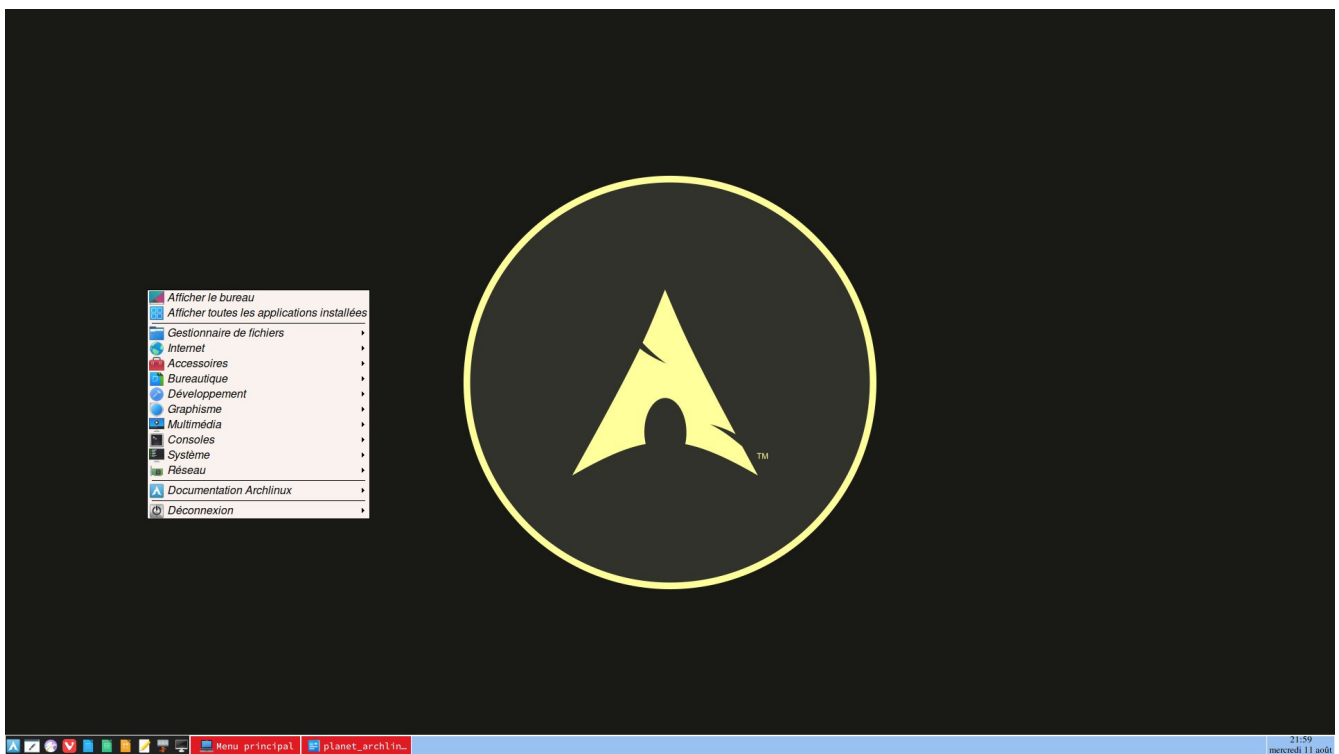 Afficher le bureau
Afficher toutes les applications installées
Gestionnaire de fichiers
Internet
Accessoires
Bureautique
Développement
Graphisme
Multimédia
Consoles
Système
Réseau
Documentation Archlinux
Déconnexion
TM
Menu principal
planet_archlin…
21:59
mercredi 11 août